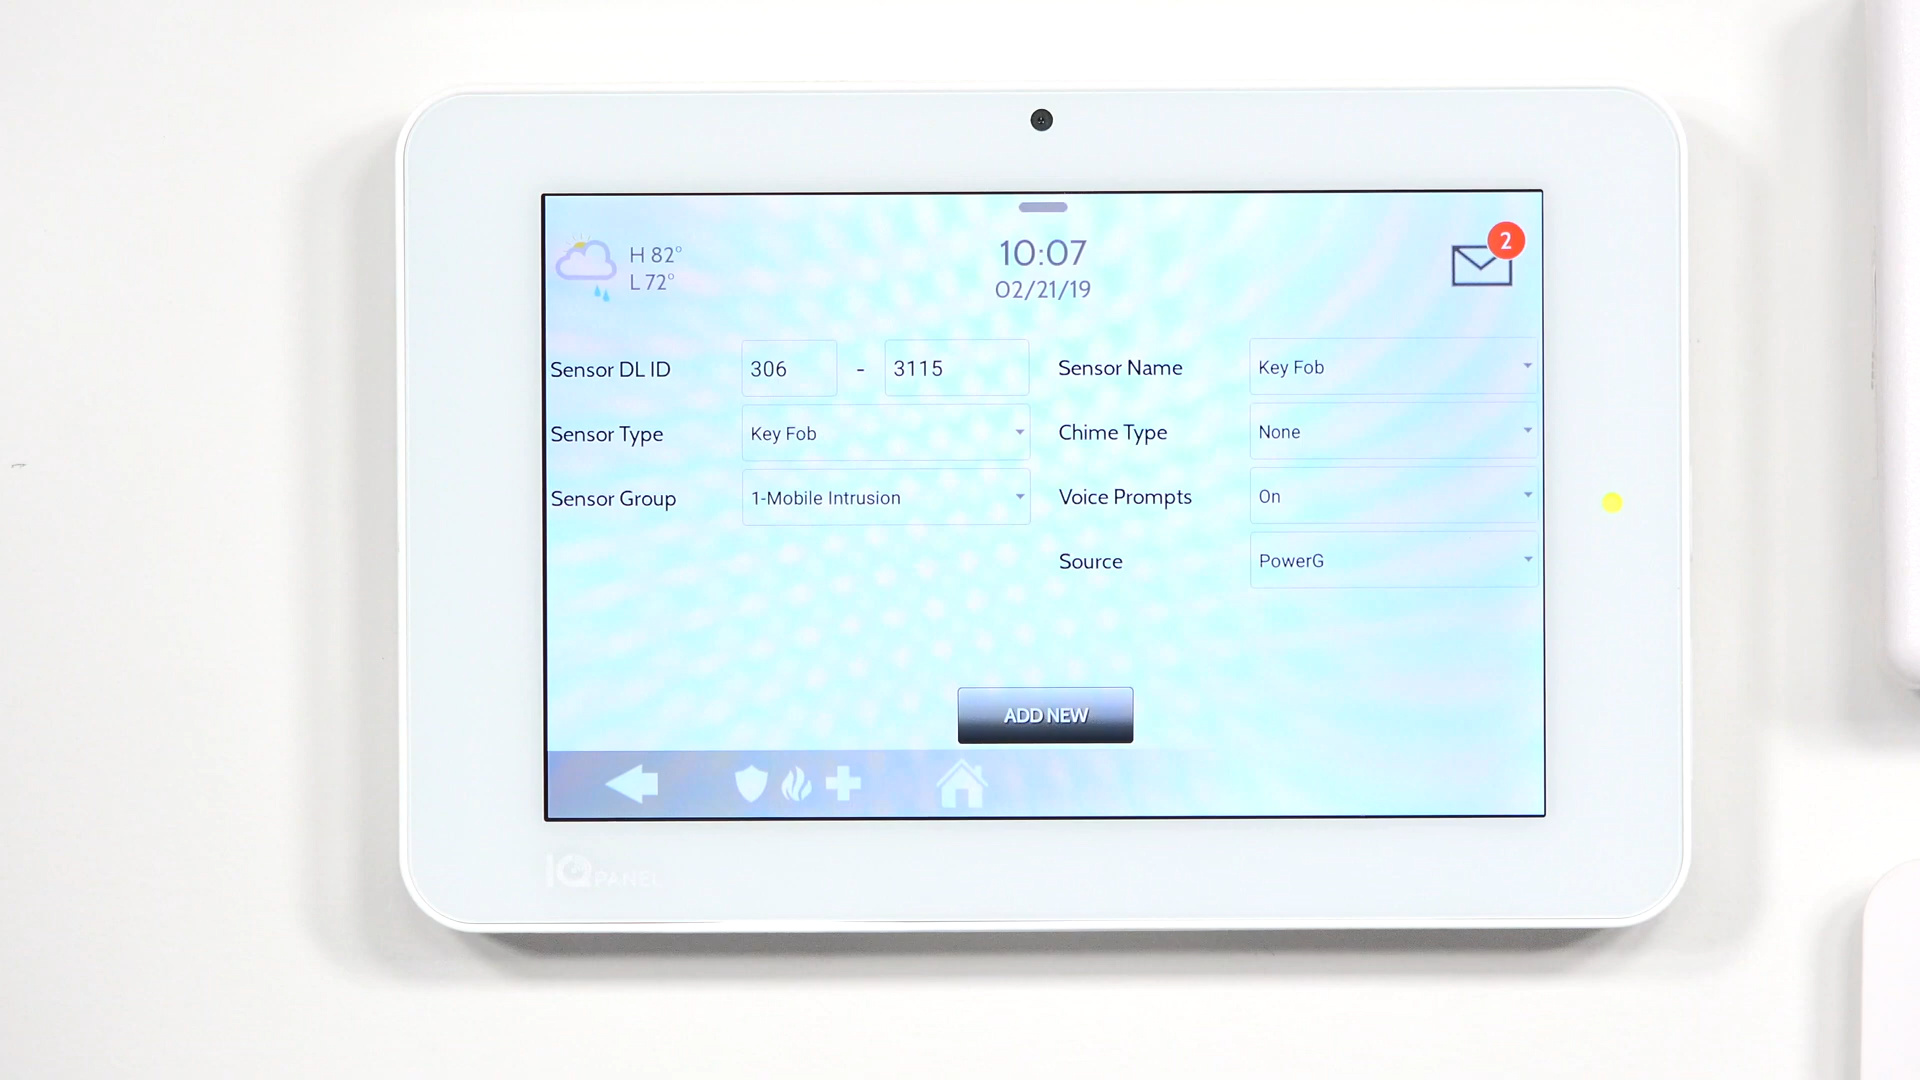 H 82°
L 72°
10:07
02/21/19
2
Sensor DL ID 306 - 3115
Sensor Type Key Fob
Sensor Group 1-Mobile Intrusion
Sensor Name Key Fob
Chime Type None
Voice Prompts On
Source PowerG
ADD NEW
IQ PANEL